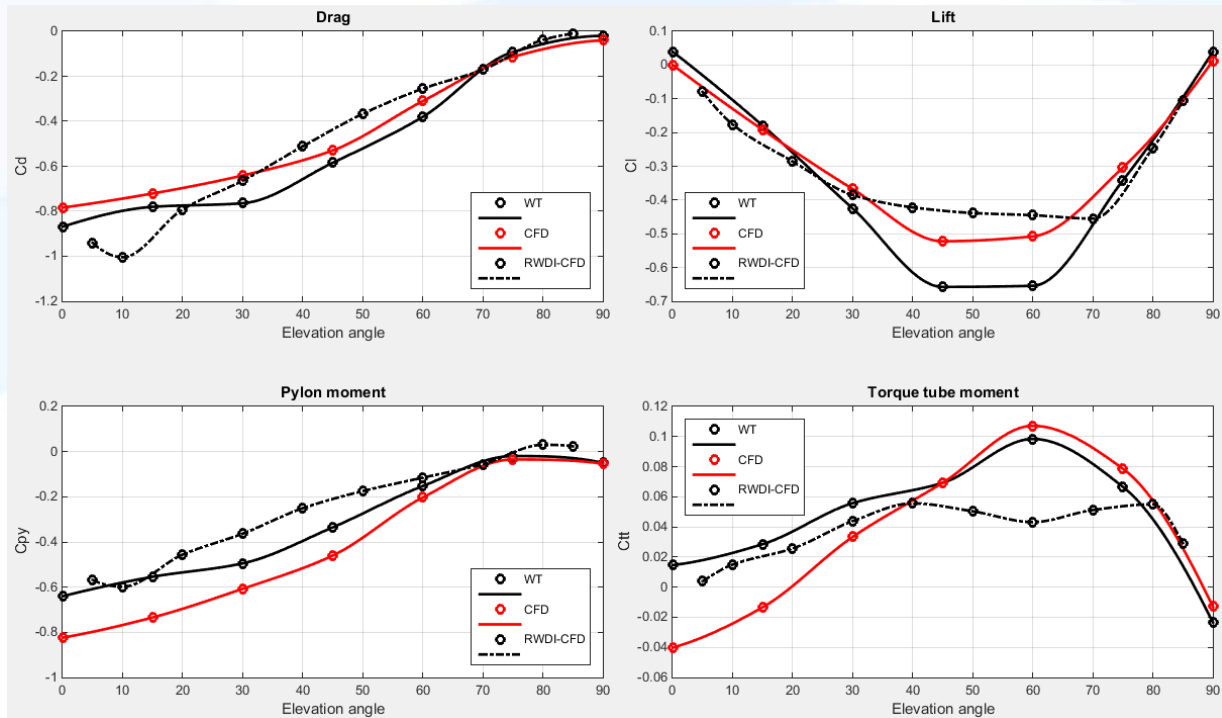 Drag
0
-0.2
-0.4
-0.6
-0.8
-1
-1.2
Cd
WT
CFD
RWDI-CFD
0 10 20 30 40 50 60 70 80 90
Elevation angle
Lift
0.1
0
-0.1
-0.2
-0.3
-0.4
-0.5
-0.6
-0.7
Cl
WT
CFD
RWDI-CFD
0 10 20 30 40 50 60 70 80 90
Elevation angle
Pylon moment
0.2
0
-0.2
-0.4
-0.6
-0.8
-1
Cpy
WT
CFD
RWDI-CFD
0 10 20 30 40 50 60 70 80 90
Elevation angle
Torque tube moment
0.12
0.1
0.08
0.06
0.04
0.02
0
-0.02
-0.04
-0.06
Ctt
WT
CFD
RWDI-CFD
0 10 20 30 40 50 60 70 80 90
Elevation angle